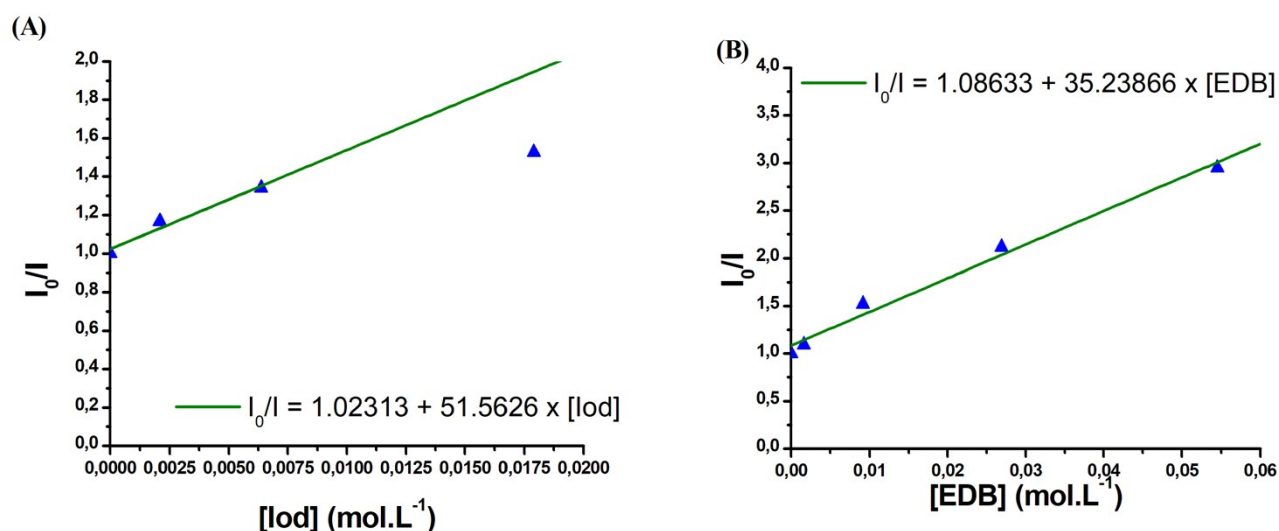 (A)
I₀/I
2,0
1,8
1,6
1,4
1,2
1,0
0,8
0,6
0,4
0,2
0,0
I₀/I = 1.02313 + 51.5626 x [Iod]
0,0000 0,0025 0,0050 0,0075 0,0100 0,0125 0,0150 0,0175 0,0200
[Iod] (mol.L⁻¹)
(B)
I₀/I
4,0
3,5
3,0
2,5
2,0
1,5
1,0
0,5
0,0
I₀/I = 1.08633 + 35.23866 x [EDB]
0,00 0,01 0,02 0,03 0,04 0,05 0,06
[EDB] (mol.L⁻¹)